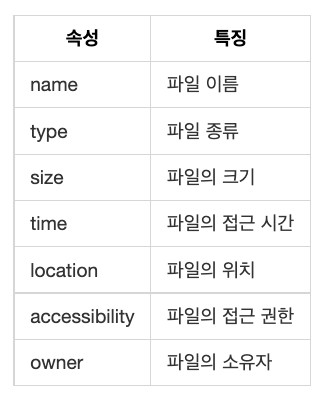 속성 특징
name 파일 이름
type 파일 종류
size 파일의 크기
time 파일의 접근 시간
location 파일의 위치
accessibility 파일의 접근 권한
owner 파일의 소유자